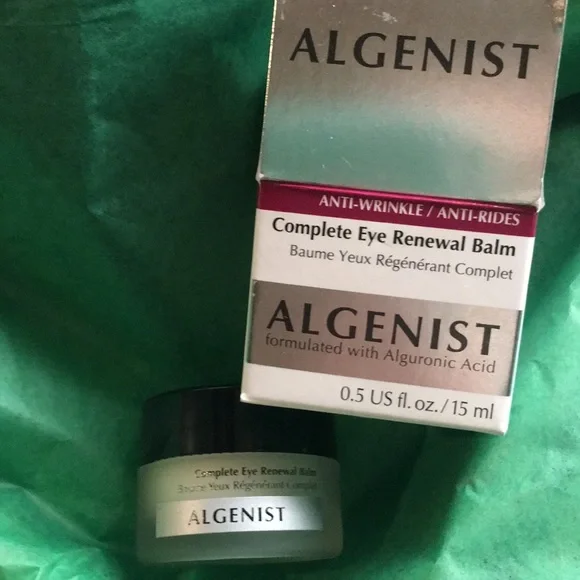 ALGENIST
ANTI-WRINKLE / ANTI-RIDES
Complete Eye Renewal Balm
Baume Yeux Régénérant Complet
ALGENIST
formulated with Alguronic Acid
0.5 US fl. oz. / 15 ml
Complete Eye Renewal Balm
Baume Yeux Régénérant Complet
ALGENIST